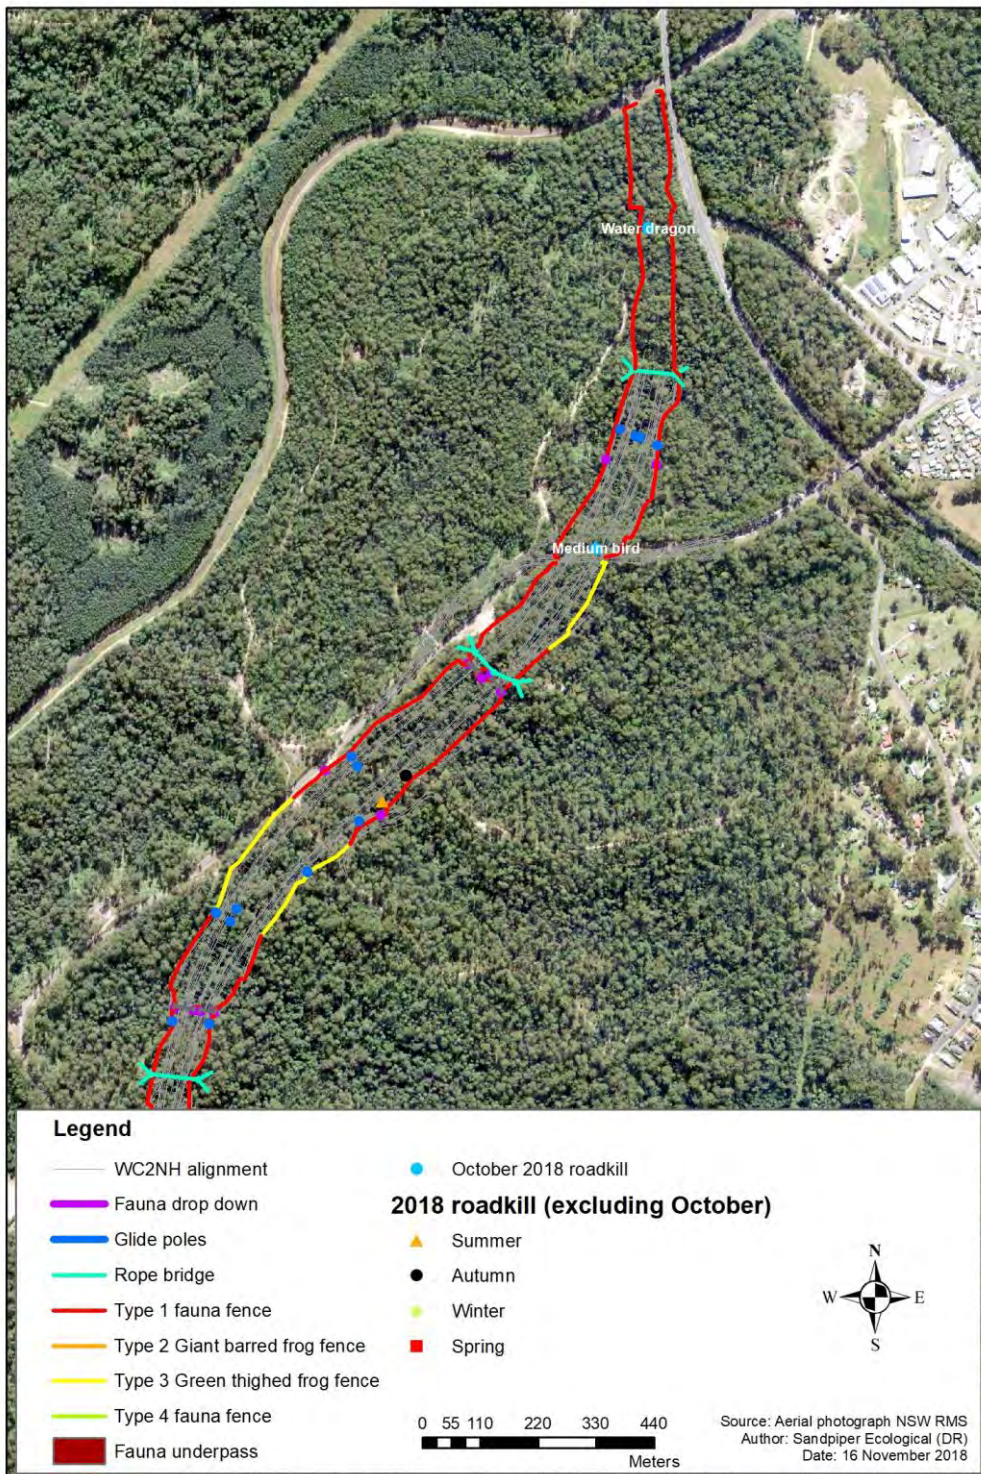 Water dragon
Medium bird
Legend
WC2NH alignment
Fauna drop down
Glide poles
Rope bridge
Type 1 fauna fence
Type 2 Giant barred frog fence
Type 3 Green thighed frog fence
Type 4 fauna fence
Fauna underpass
October 2018 roadkill
2018 roadkill (excluding October)
Summer
Autumn
Winter
Spring
N
W E
S
0 55 110 220 330 440
Meters
Source: Aerial photograph NSW RMS
Author: Sandpiper Ecological (DR)
Date: 16 November 2018